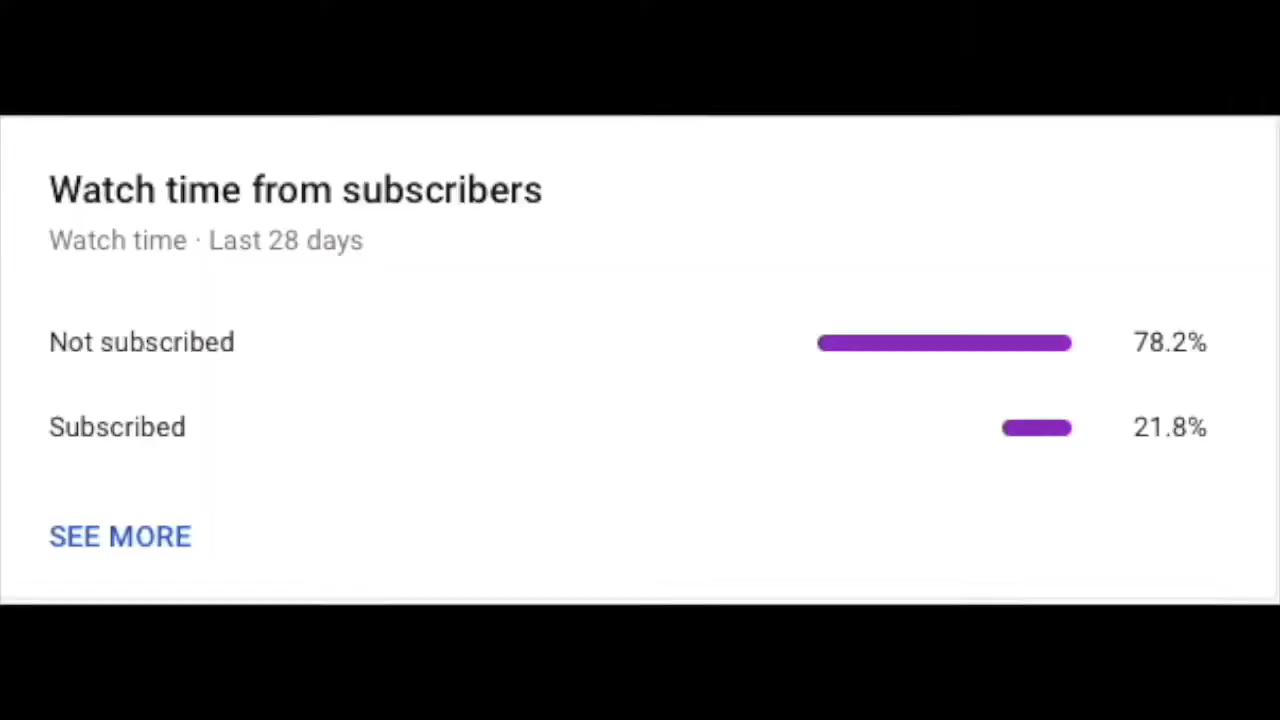 Watch time from subscribers
Watch time · Last 28 days
Not subscribed 78.2%
Subscribed 21.8%
SEE MORE